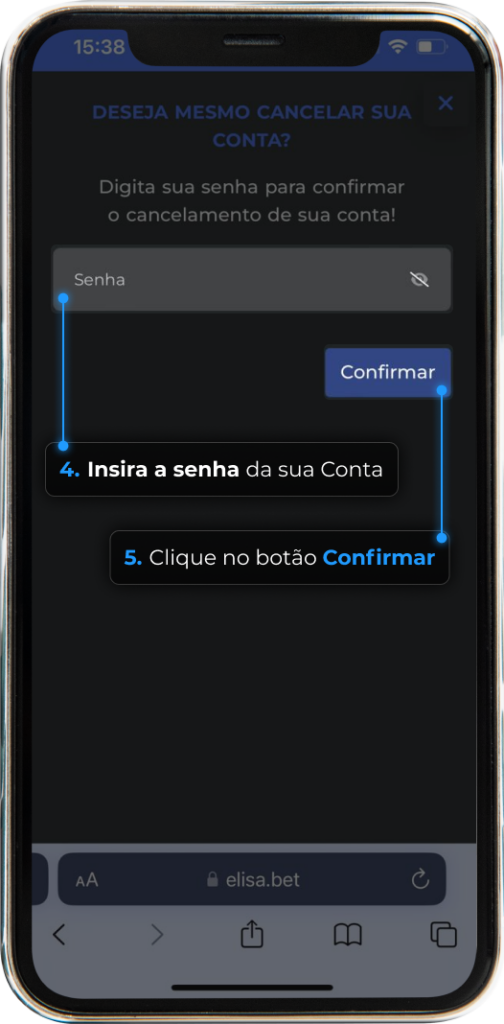 15:38
DESEJA MESMO CANCELAR SUA
CONTA?
Digita sua senha para confirmar
o cancelamento de sua conta!
Senha
Confirmar
4. Insira a senha da sua Conta
5. Clique no botão Confirmar
AA elisa.bet